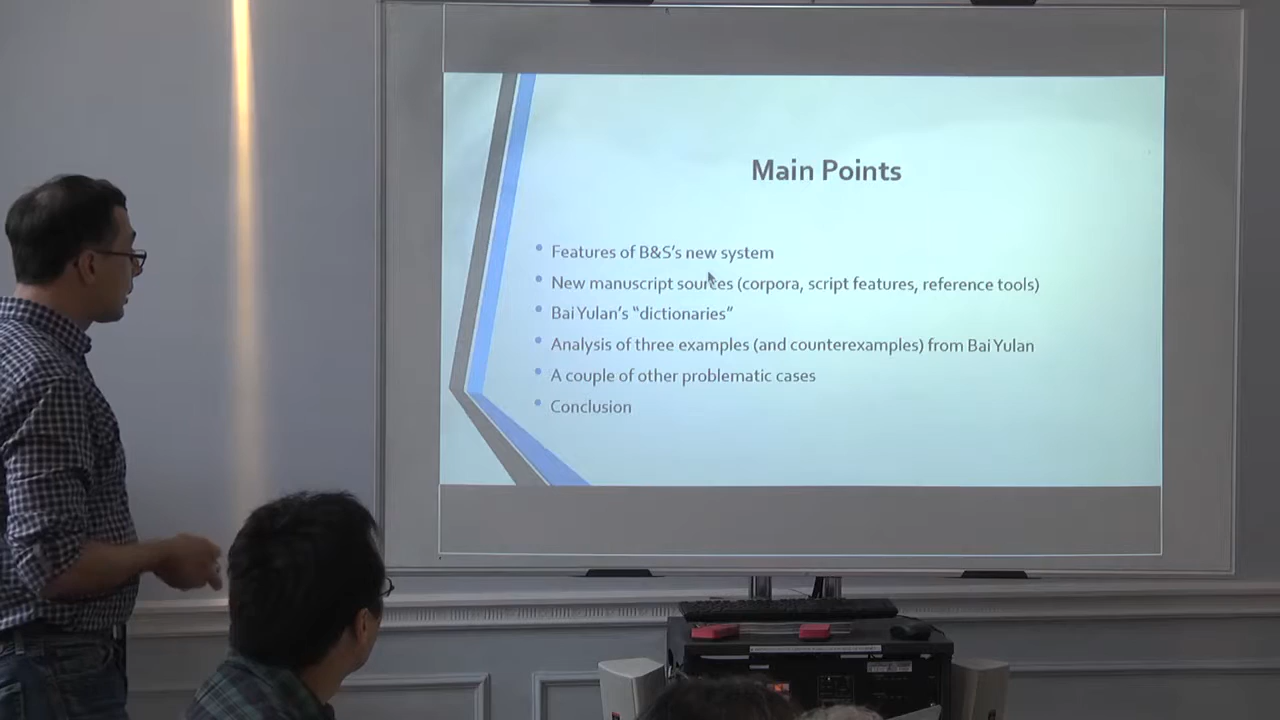 Main Points
• Features of B&S's new system
• New manuscript sources (corpora, script features, reference tools)
• Bai Yulan's “dictionaries”
• Analysis of three examples (and counterexamples) from Bai Yulan
• A couple of other problematic cases
• Conclusion